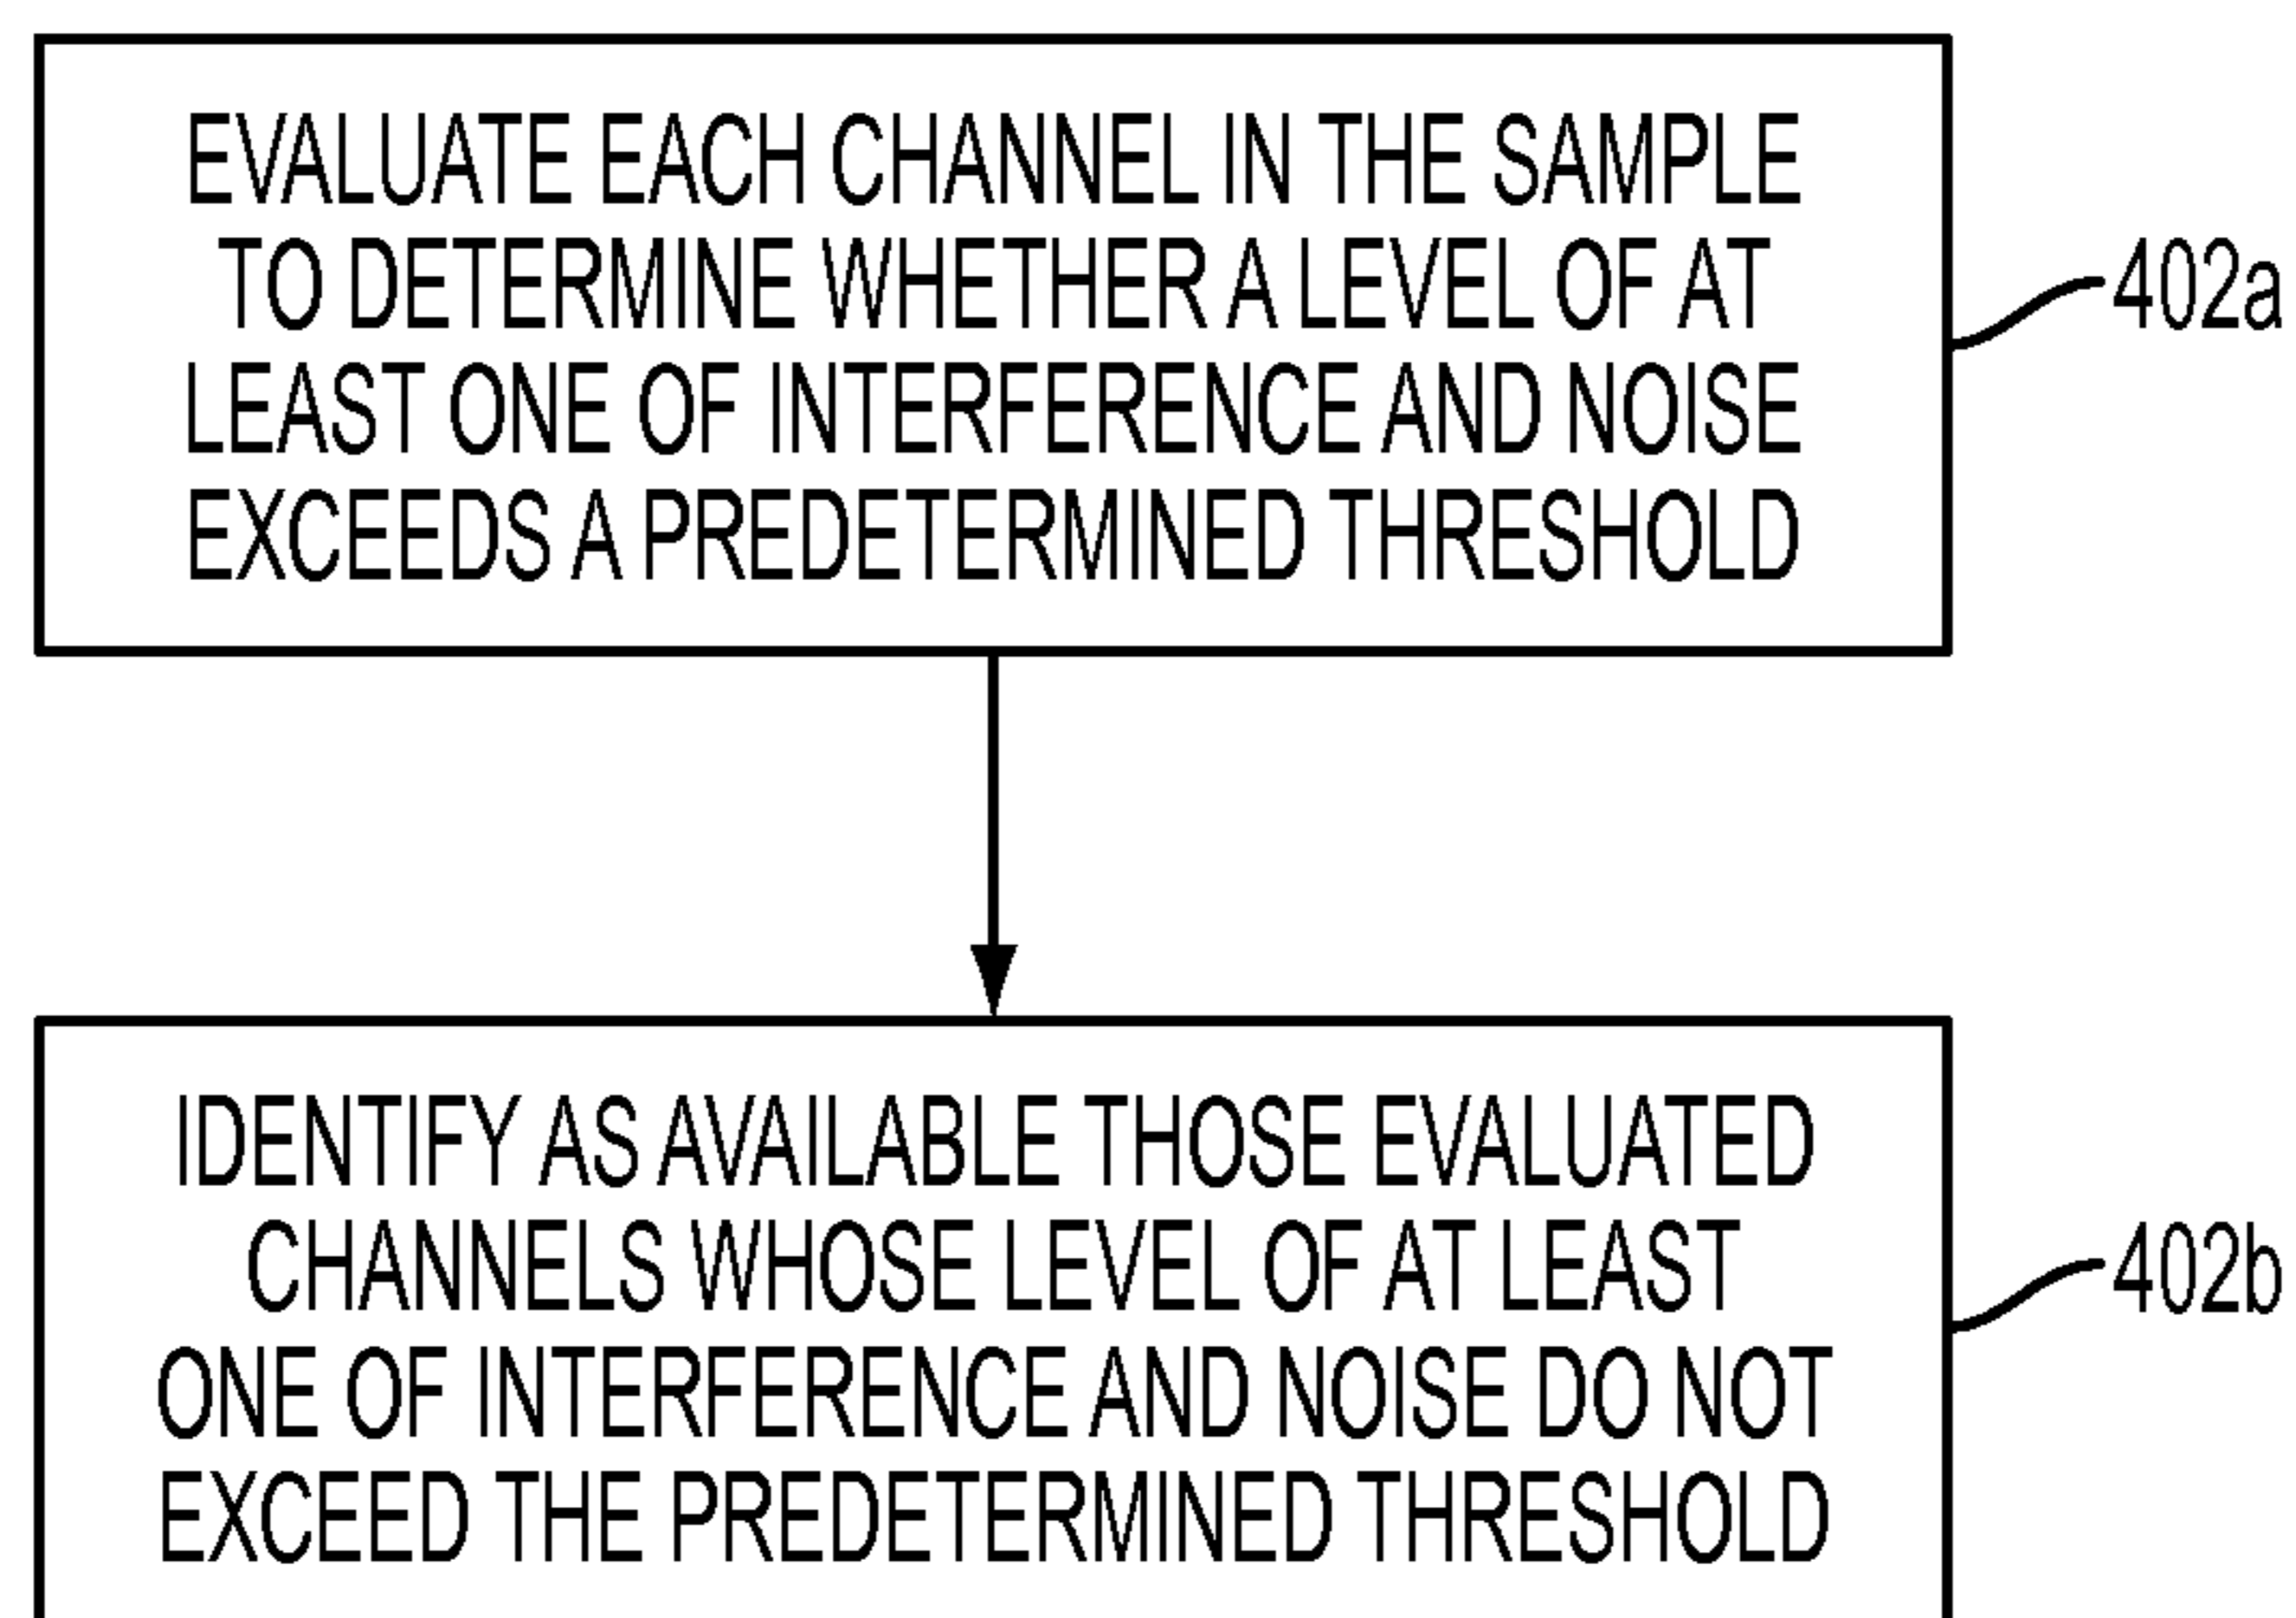 EVALUATE EACH CHANNEL IN THE SAMPLE
TO DETERMINE WHETHER A LEVEL OF AT
LEAST ONE OF INTERFERENCE AND NOISE
EXCEEDS A PREDETERMINED THRESHOLD
402a
IDENTIFY AS AVAILABLE THOSE EVALUATED
CHANNELS WHOSE LEVEL OF AT LEAST
ONE OF INTERFERENCE AND NOISE DO NOT
EXCEED THE PREDETERMINED THRESHOLD
402b